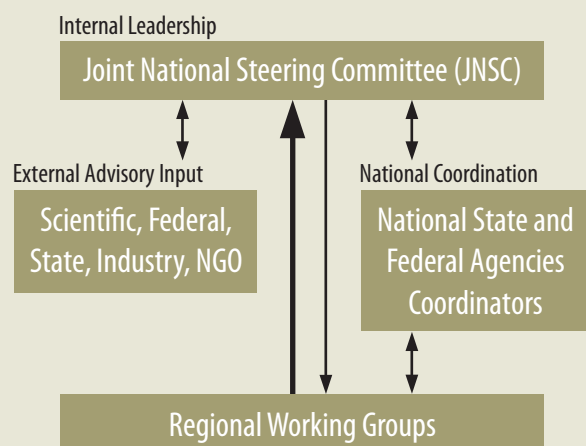 Internal Leadership
Joint National Steering Committee (JNSC)
External Advisory Input
Scientific, Federal,
State, Industry, NGO
National Coordination
National State and
Federal Agencies
Coordinators
Regional Working Groups